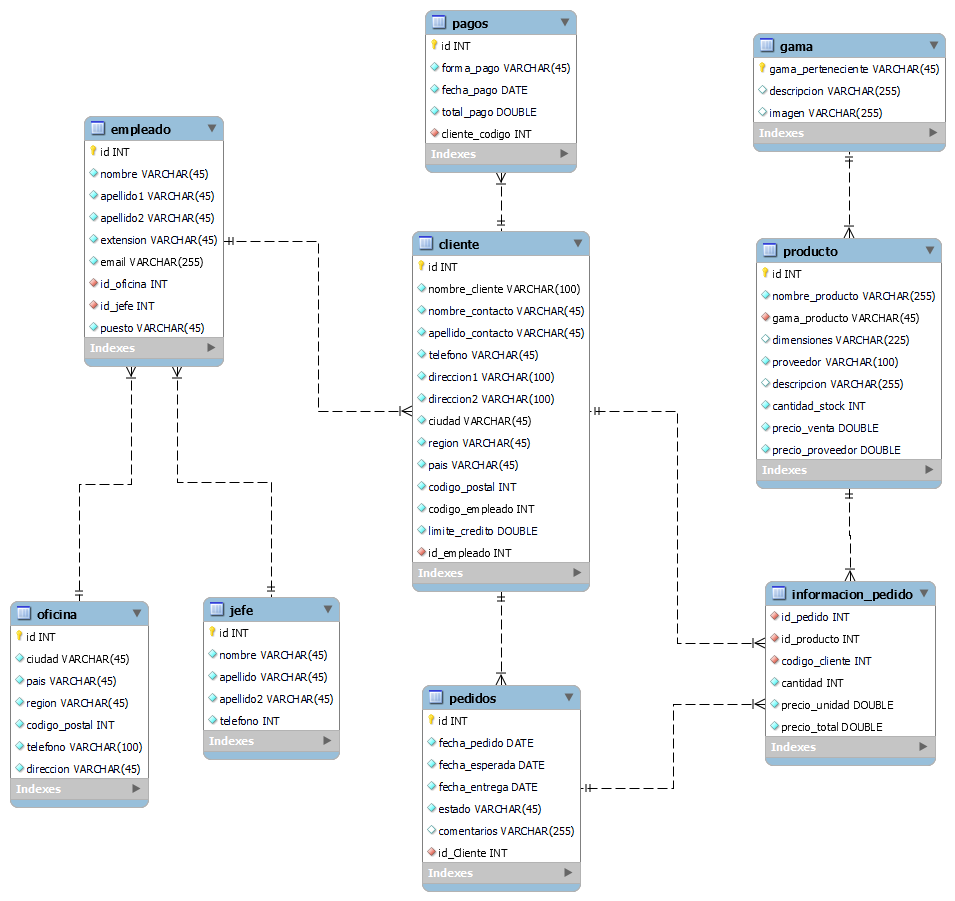 pagos
id INT
forma_pago VARCHAR(45)
fecha_pago DATE
total_pago DOUBLE
cliente_codigo INT
Indexes
gama
gama_perteneciente VARCHAR(45)
descripcion VARCHAR(255)
imagen VARCHAR(255)
Indexes
empleado
id INT
nombre VARCHAR(45)
apellido1 VARCHAR(45)
apellido2 VARCHAR(45)
extension VARCHAR(45)
email VARCHAR(255)
id_oficina INT
id_jefe INT
puesto VARCHAR(45)
Indexes
cliente
id INT
nombre_cliente VARCHAR(100)
nombre_contacto VARCHAR(45)
apellido_contacto VARCHAR(45)
telefono VARCHAR(45)
direccion1 VARCHAR(100)
direccion2 VARCHAR(100)
ciudad VARCHAR(45)
region VARCHAR(45)
pais VARCHAR(45)
codigo_postal INT
codigo_empleado INT
limite_credito DOUBLE
id_empleado INT
Indexes
producto
id INT
nombre_producto VARCHAR(255)
gama_producto VARCHAR(45)
dimensiones VARCHAR(225)
proveedor VARCHAR(100)
descripcion VARCHAR(255)
cantidad_stock INT
precio_venta DOUBLE
precio_proveedor DOUBLE
Indexes
oficina
id INT
ciudad VARCHAR(45)
pais VARCHAR(45)
region VARCHAR(45)
codigo_postal INT
telefono VARCHAR(100)
direccion VARCHAR(45)
Indexes
jefe
id INT
nombre VARCHAR(45)
apellido VARCHAR(45)
apellido2 VARCHAR(45)
telefono INT
Indexes
pedidos
id INT
fecha_pedido DATE
fecha_esperada DATE
fecha_entrega DATE
estado VARCHAR(45)
comentarios VARCHAR(255)
id_Cliente INT
Indexes
informacion_pedido
id_pedido INT
id_producto INT
codigo_cliente INT
cantidad INT
precio_unidad DOUBLE
precio_total DOUBLE
Indexes